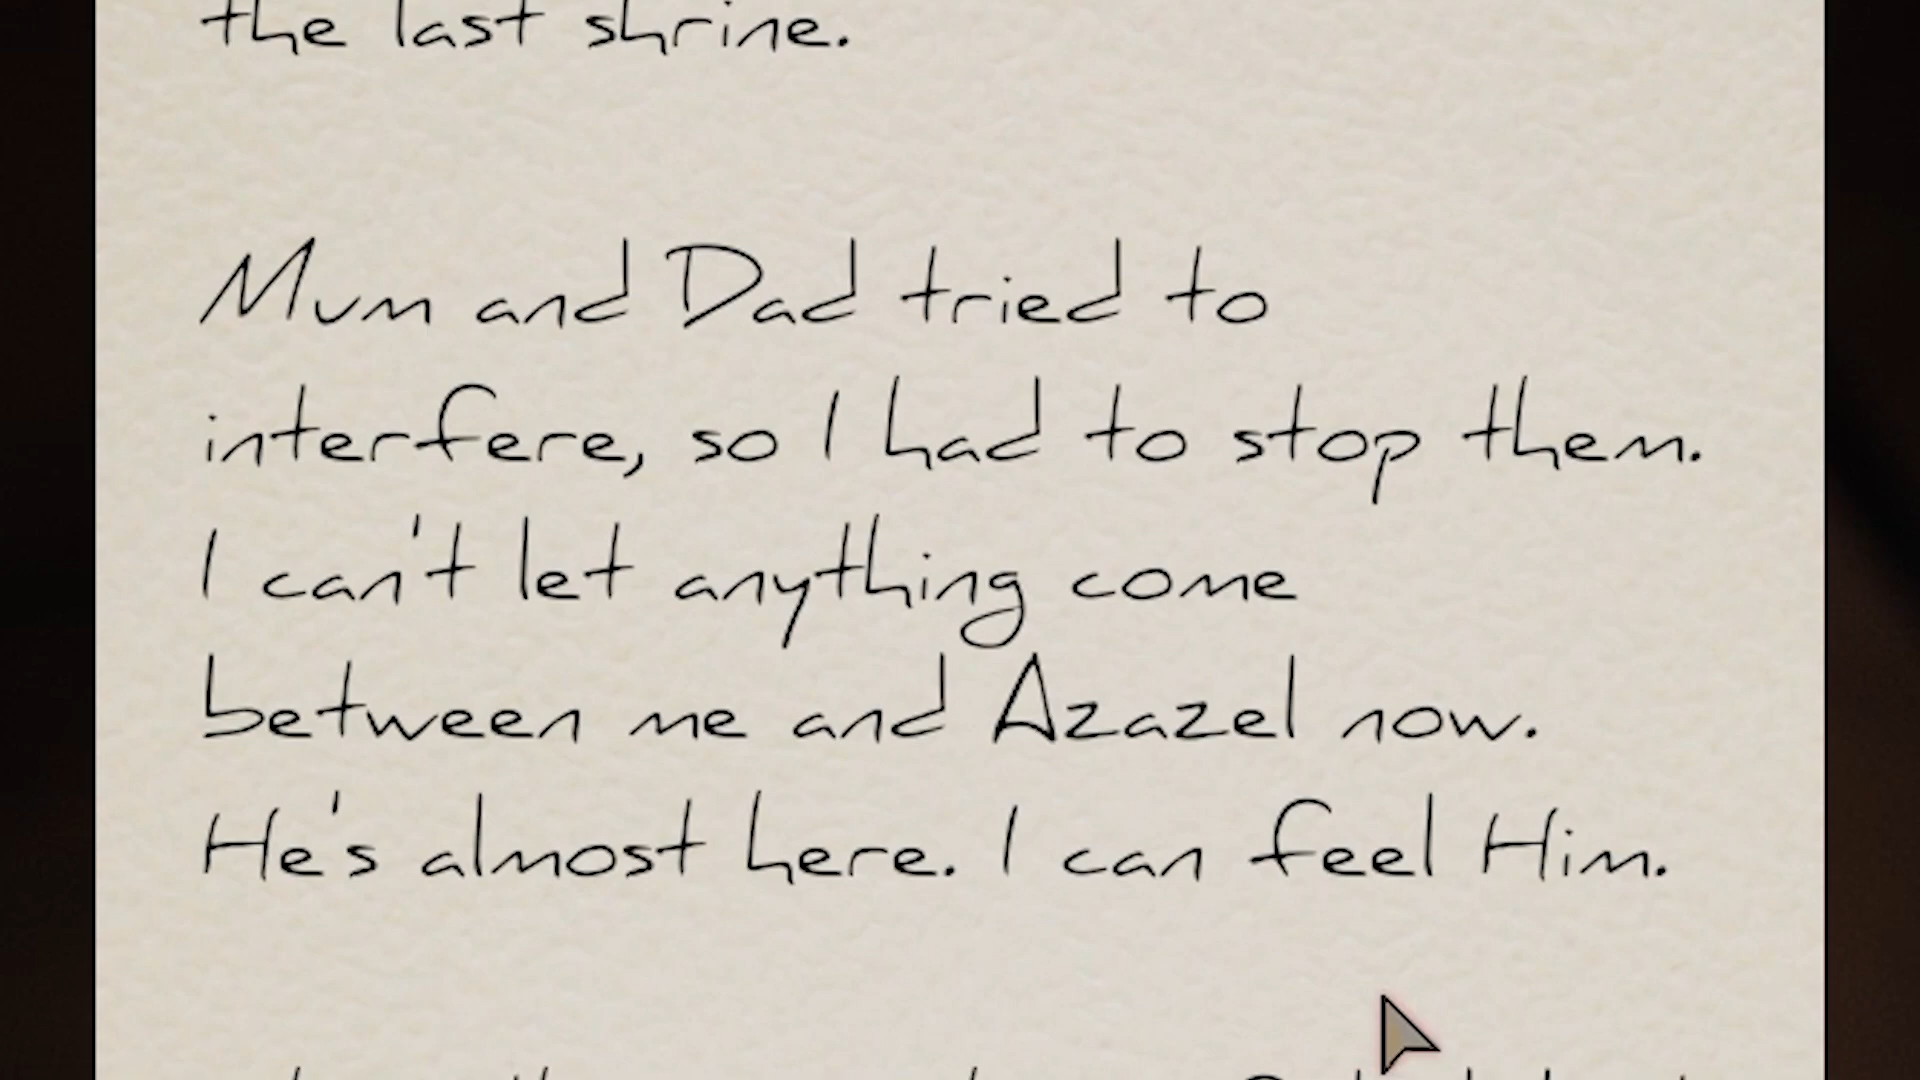 the last shrine.
Mum and Dad tried to
interfere, so I had to stop them.
I can't let anything come
between me and Azazel now.
He's almost here. I can feel Him.